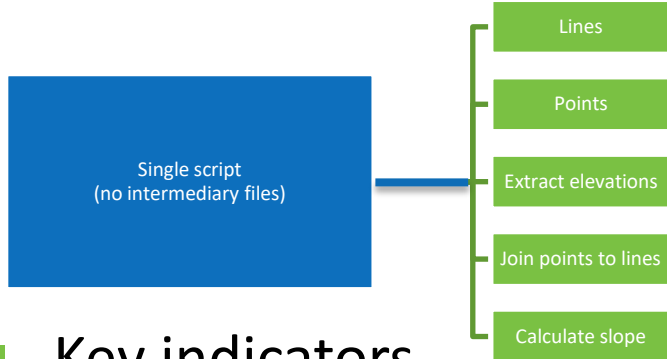 Lines
Points
Single script
(no intermediary files)
Extract elevations
Join points to lines
Calculate slope
Key indicators